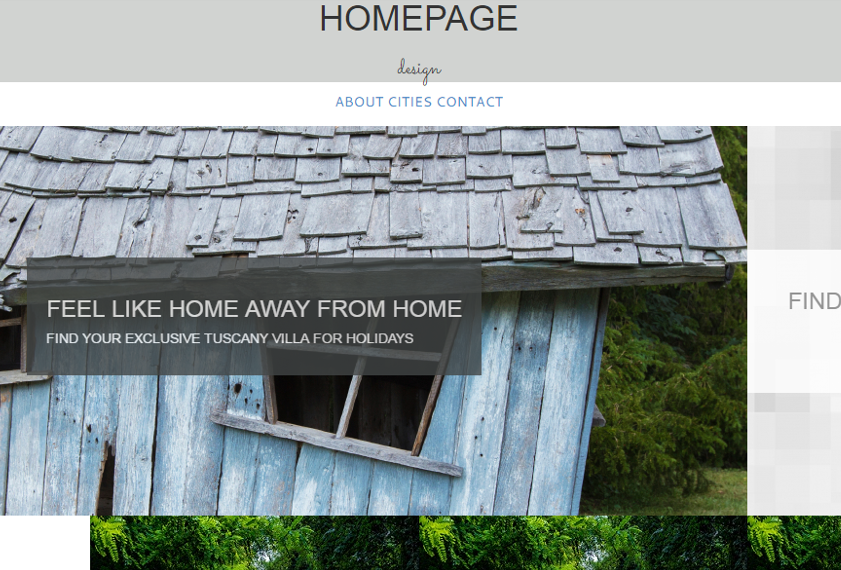 HOMEPAGE
design
ABOUT CITIES CONTACT
FEEL LIKE HOME AWAY FROM HOME
FIND YOUR EXCLUSIVE TUSCANY VILLA FOR HOLIDAYS
FIND